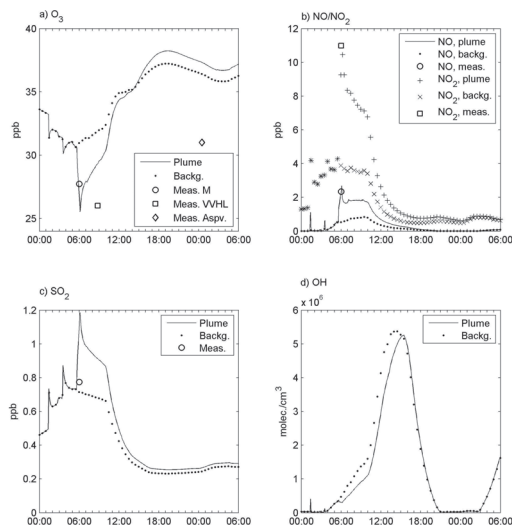 a) O3
40
35
30
25
ppb
Plume
Backg.
Meas. M
Meas. VVHL
Meas. Aspv.
00:00 06:00 12:00 18:00 00:00 06:00
b) NO/NO2
12
10
8
6
4
2
0
ppb
NO, plume
NO, backg.
NO, meas.
NO2, plume
NO2, backg.
NO2, meas.
00:00 06:00 12:00 18:00 00:00 06:00
c) SO2
1.2
1
0.8
0.6
0.4
0.2
0
ppb
Plume
Backg.
Meas.
00:00 06:00 12:00 18:00 00:00 06:00
d) OH
x 10^6
6
5
4
3
2
1
0
molec./cm3
Plume
Backg.
00:00 06:00 12:00 18:00 00:00 06:00